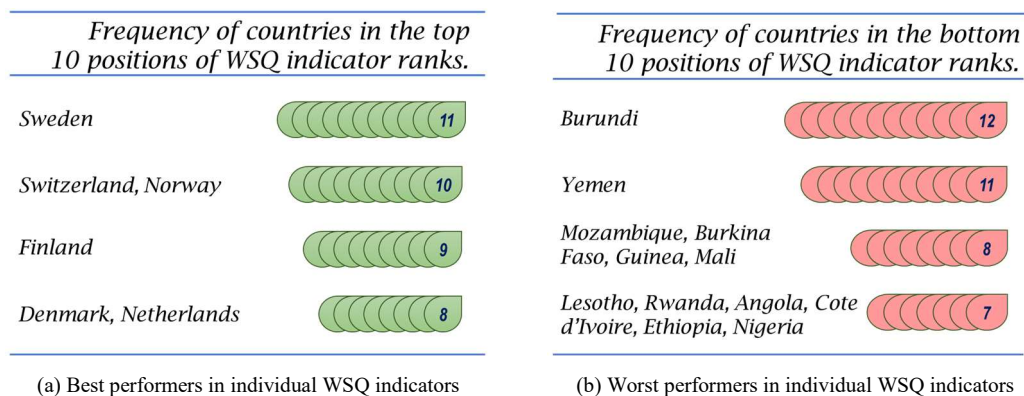 Frequency of countries in the top
10 positions of WSQ indicator ranks.
Sweden
11
Switzerland, Norway
10
Finland
9
Denmark, Netherlands
8
(a) Best performers in individual WSQ indicators
Frequency of countries in the bottom
10 positions of WSQ indicator ranks.
Burundi
12
Yemen
11
Mozambique, Burkina
Faso, Guinea, Mali
8
Lesotho, Rwanda, Angola, Cote
d'Ivoire, Ethiopia, Nigeria
7
(b) Worst performers in individual WSQ indicators